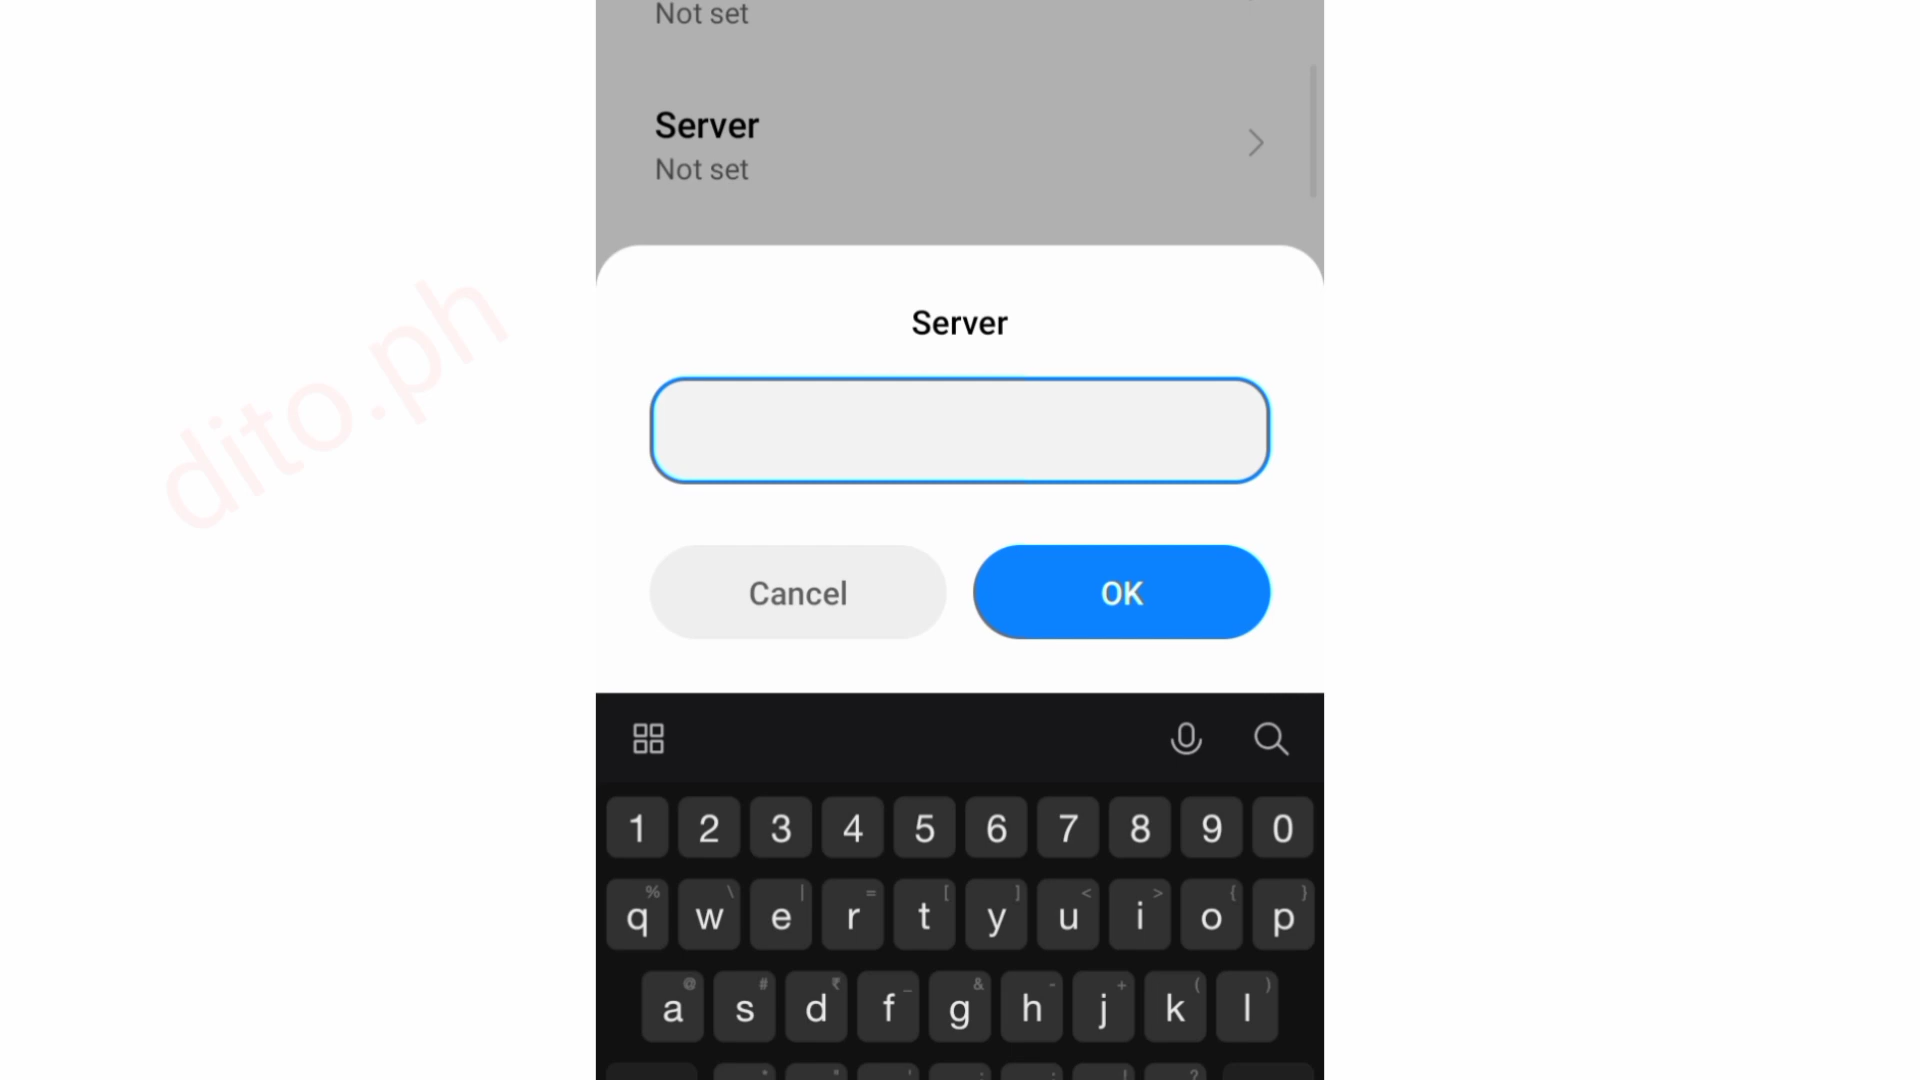 Not set
Server
Not set
dito.ph
Server
Cancel
OK
1 2 3 4 5 6 7 8 9 0
% \ | = [ ] < > { }
q w e r t y u i o p
@ # ₹ _ & - + ( )
a s d f g h j k l
* " ' : ; ! ?